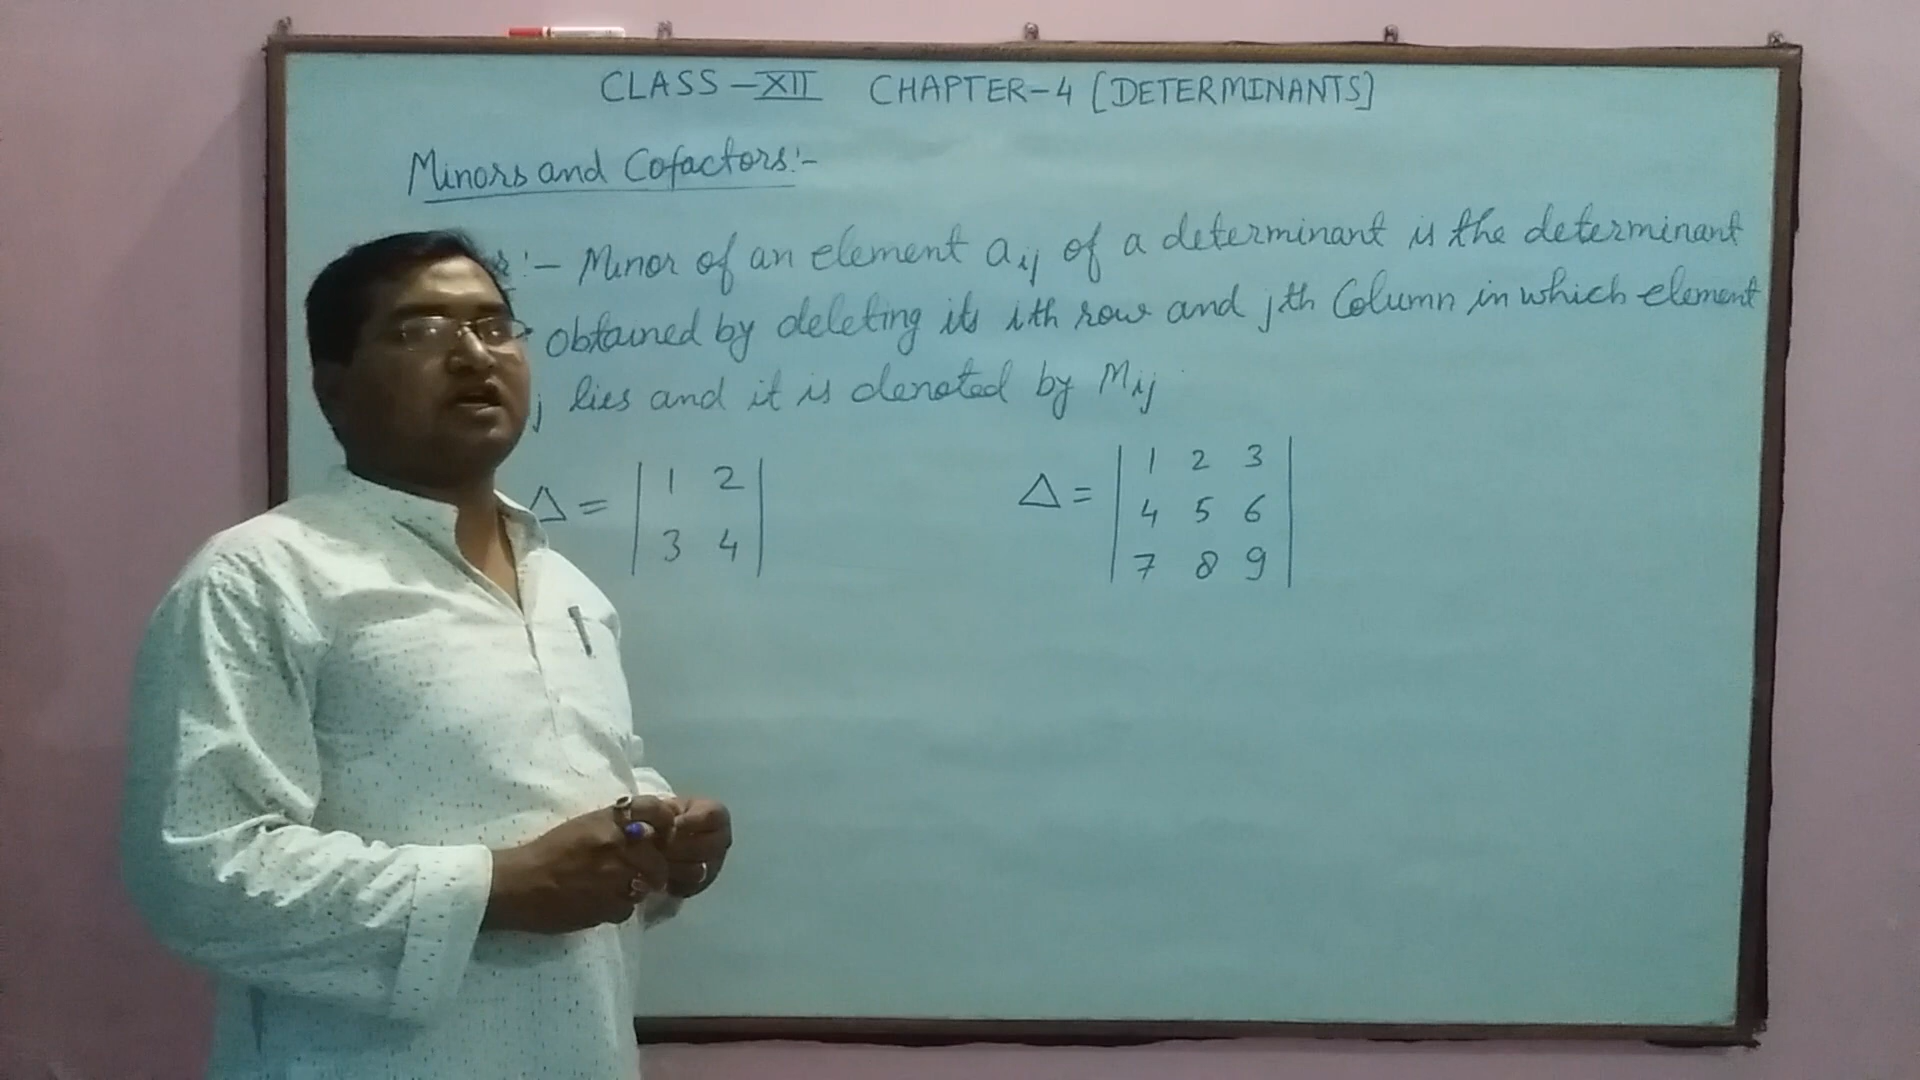 CLASS - XII CHAPTER-4 [DETERMINANTS]
Minors and Cofactors:-
:- Minor of an element aij of a determinant is the determinant
obtained by deleting its ith row and jth Column in which element
j lies and it is denoted by Mij
Δ = | 1 2 |
| 3 4 |
Δ = | 1 2 3 |
| 4 5 6 |
| 7 8 9 |